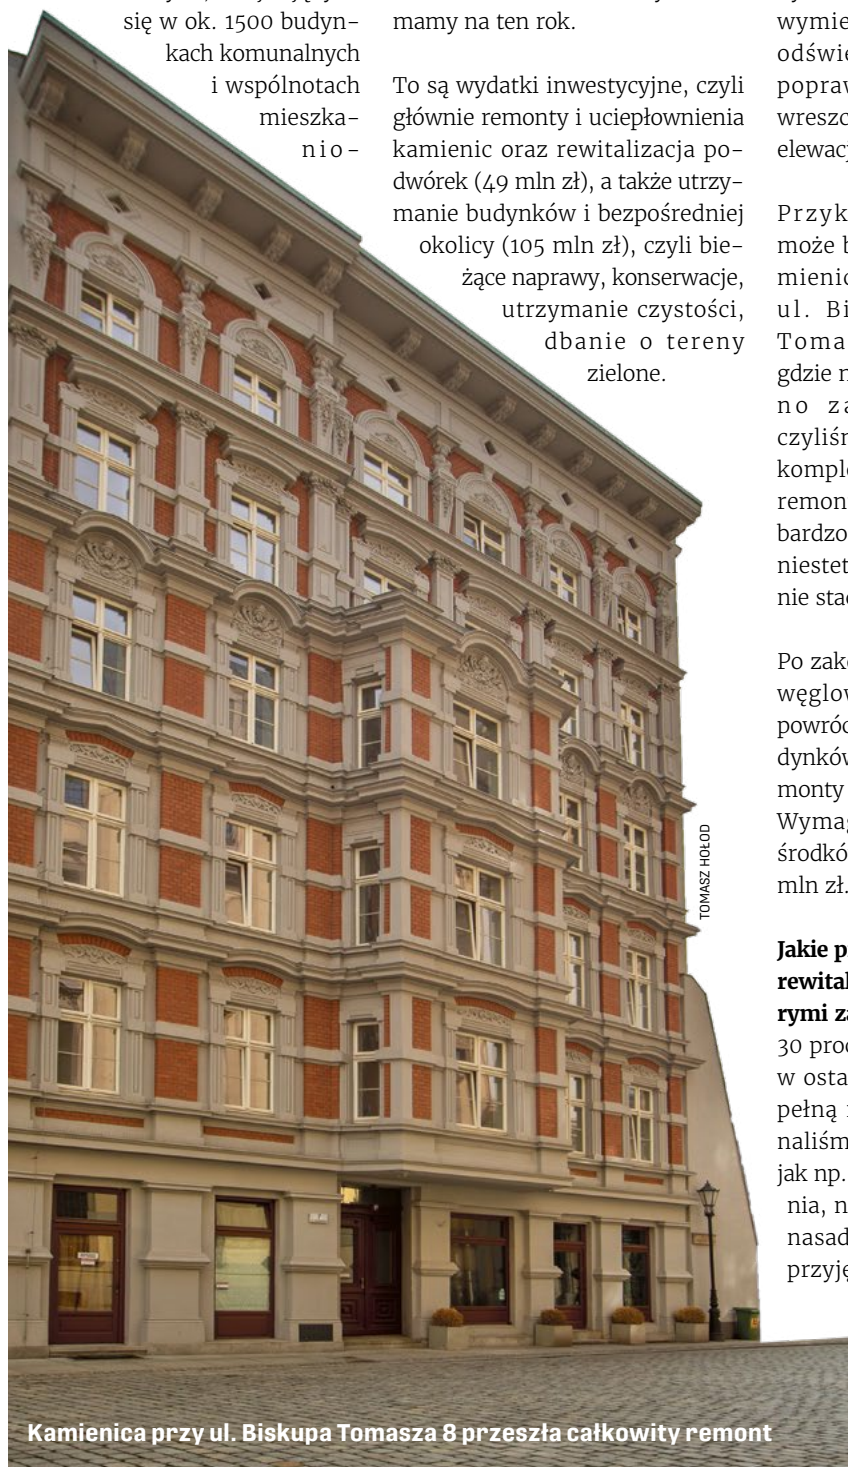 się w ok. 1500 budyn-
kach komunalnych
i wspólnotach
mieszka-
nio-
mamy na ten rok.
To są wydatki inwestycyjne, czyli
głównie remonty i uciepłownienia
kamienic oraz rewitalizacja po-
dwórek (49 mln zł), a także utrzy-
manie budynków i bezpośredniej
okolicy (105 mln zł), czyli bie-
żące naprawy, konserwacje,
utrzymanie czystości,
dbanie o tereny
zielone.
wymie
odświe
popraw
wreszc
elewacj
Przyk
może b
mienic
ul. Bi
Toma
gdzie n
no za
czyliśn
komple
remon
bardzo
niestet
nie stac
Po zako
węglow
powróc
dynków
monty
Wymag
środkó
mln zł.
Jakie p
rewital
rymi za
30 proc
w osta
pełną
naliśm
jak np.
nia, n
nasad
przyję
TOMASZ HOŁOD
Kamienica przy ul. Biskupa Tomasza 8 przeszła całkowity remont